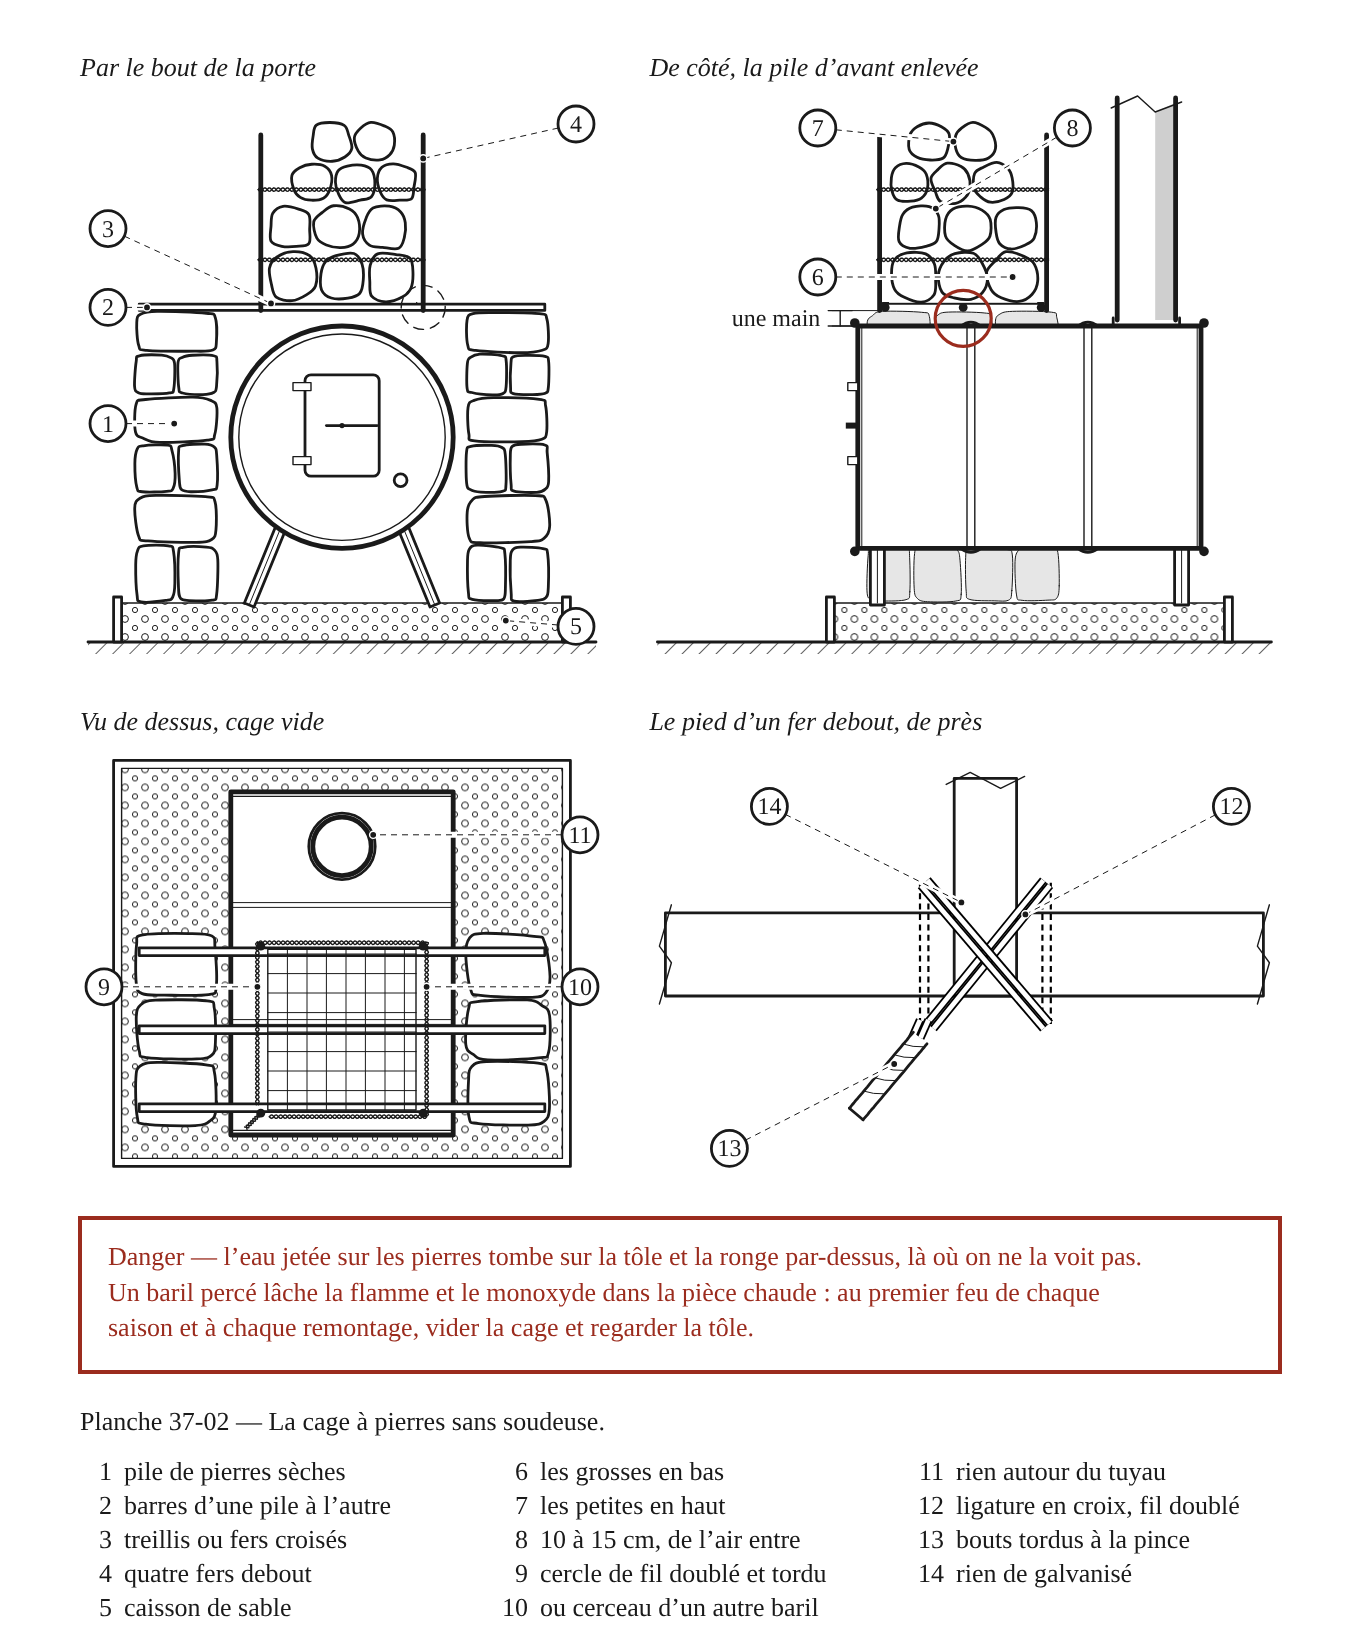 Par le bout de la porte
De côté, la pile d’avant enlevée
4
7
8
3
6
2
une main
1
5
Vu de dessus, cage vide
Le pied d’un fer debout, de près
14
12
11
9
10
13
Danger — l’eau jetée sur les pierres tombe sur la tôle et la ronge par-dessus, là où on ne la voit pas.
Un baril percé lâche la flamme et le monoxyde dans la pièce chaude : au premier feu de chaque
saison et à chaque remontage, vider la cage et regarder la tôle.
Planche 37-02 — La cage à pierres sans soudeuse.
1 pile de pierres sèches
2 barres d’une pile à l’autre
3 treillis ou fers croisés
4 quatre fers debout
5 caisson de sable
6 les grosses en bas
7 les petites en haut
8 10 à 15 cm, de l’air entre
9 cercle de fil doublé et tordu
10 ou cerceau d’un autre baril
11 rien autour du tuyau
12 ligature en croix, fil doublé
13 bouts tordus à la pince
14 rien de galvanisé